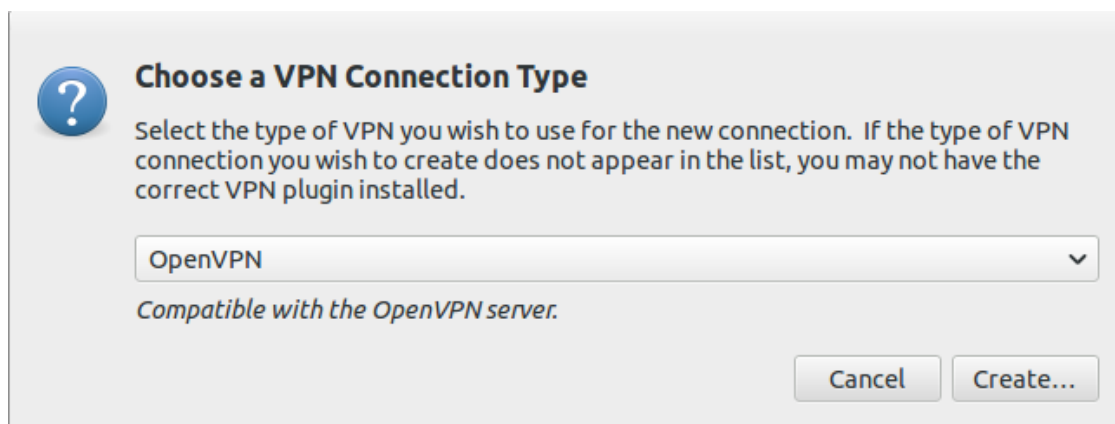 Choose a VPN Connection Type
Select the type of VPN you wish to use for the new connection.  If the type of VPN
connection you wish to create does not appear in the list, you may not have the
correct VPN plugin installed.
OpenVPN
Compatible with the OpenVPN server.
Cancel
Create...